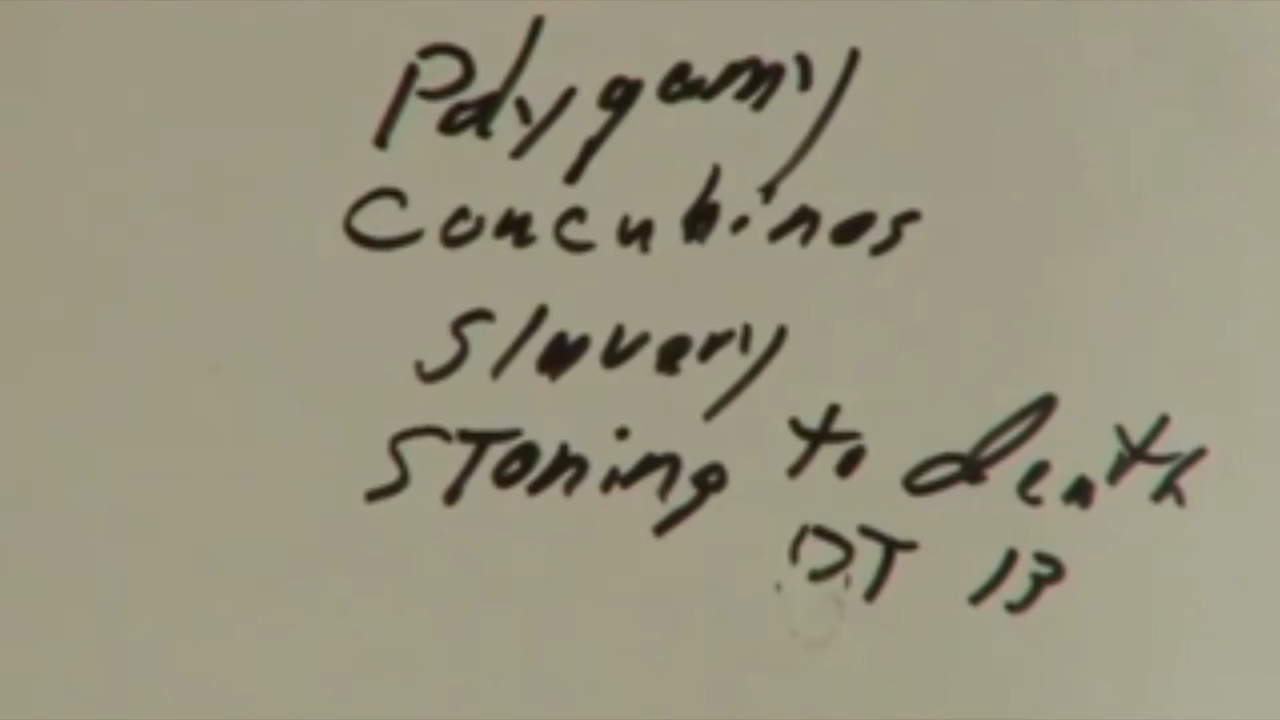 Polygamy
Concubines
Slavery
Stoning to death
DT 13